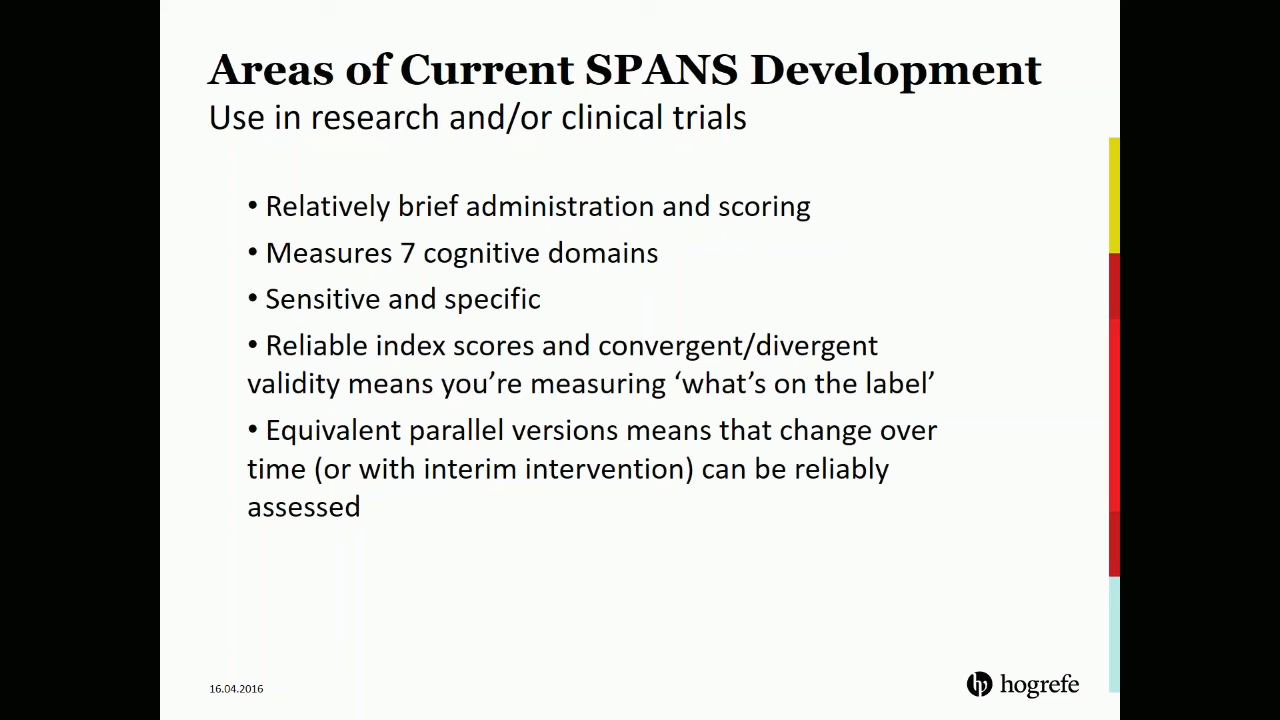 Areas of Current SPANS Development
Use in research and/or clinical trials
• Relatively brief administration and scoring
• Measures 7 cognitive domains
• Sensitive and specific
• Reliable index scores and convergent/divergent
validity means you’re measuring ‘what’s on the label’
• Equivalent parallel versions means that change over
time (or with interim intervention) can be reliably
assessed
16.04.2016
hp hogrefe